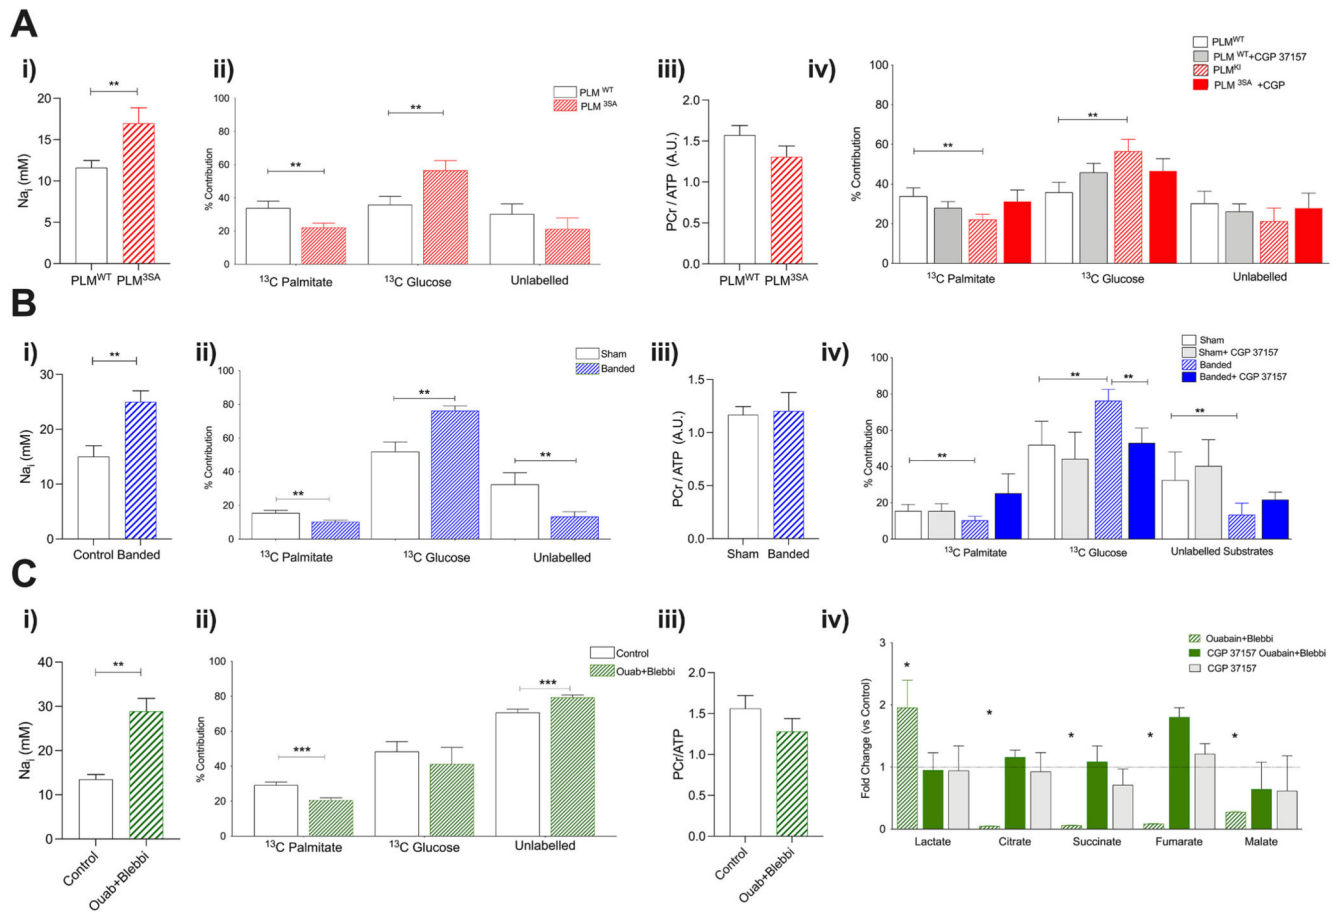 A
i)
**
Na_i (mM)
20
15
10
5
0
PLM^WT PLM^3SA
ii)
PLM ^WT
PLM ^3SA
% Contribution
100
80
60
40
20
0
**
**
^13C Palmitate
^13C Glucose
Unlabelled
iii)
PCr / ATP (A.U.)
2.0
1.5
1.0
0.5
0.0
PLM^WT PLM^3SA
iv)
PLM^WT
PLM ^WT+CGP 37157
PLM^KI
PLM ^3SA +CGP
% Contribution
100
80
60
40
20
0
**
**
^13C Palmitate
^13C Glucose
Unlabelled
B
i)
**
Na_i (mM)
30
20
10
0
Control Banded
ii)
Sham
Banded
% Contribution
100
80
60
40
20
0
**
**
**
^13C Palmitate
^13C Glucose
Unlabelled
iii)
PCr / ATP (A.U.)
1.5
1.0
0.5
0.0
Sham Banded
iv)
Sham
Sham+ CGP 37157
Banded
Banded+ CGP 37157
% Contribution
100
80
60
40
20
0
**
**
**
**
^13C Palmitate
^13C Glucose
Unlabelled Substrates
C
i)
**
Na_i (mM)
40
30
20
10
0
Control
Ouab+Blebbi
ii)
Control
Ouab+Blebbi
% Contribution
100
80
60
40
20
0
***
***
^13C Palmitate
^13C Glucose
Unlabelled
iii)
PCr/ATP
2.0
1.5
1.0
0.5
0.0
Control
Ouab+Blebbi
iv)
Ouabain+Blebbi
CGP 37157 Ouabain+Blebbi
CGP 37157
Fold Change (vs Control)
3
2
1
0
*
*
*
*
*
Lactate
Citrate
Succinate
Fumarate
Malate